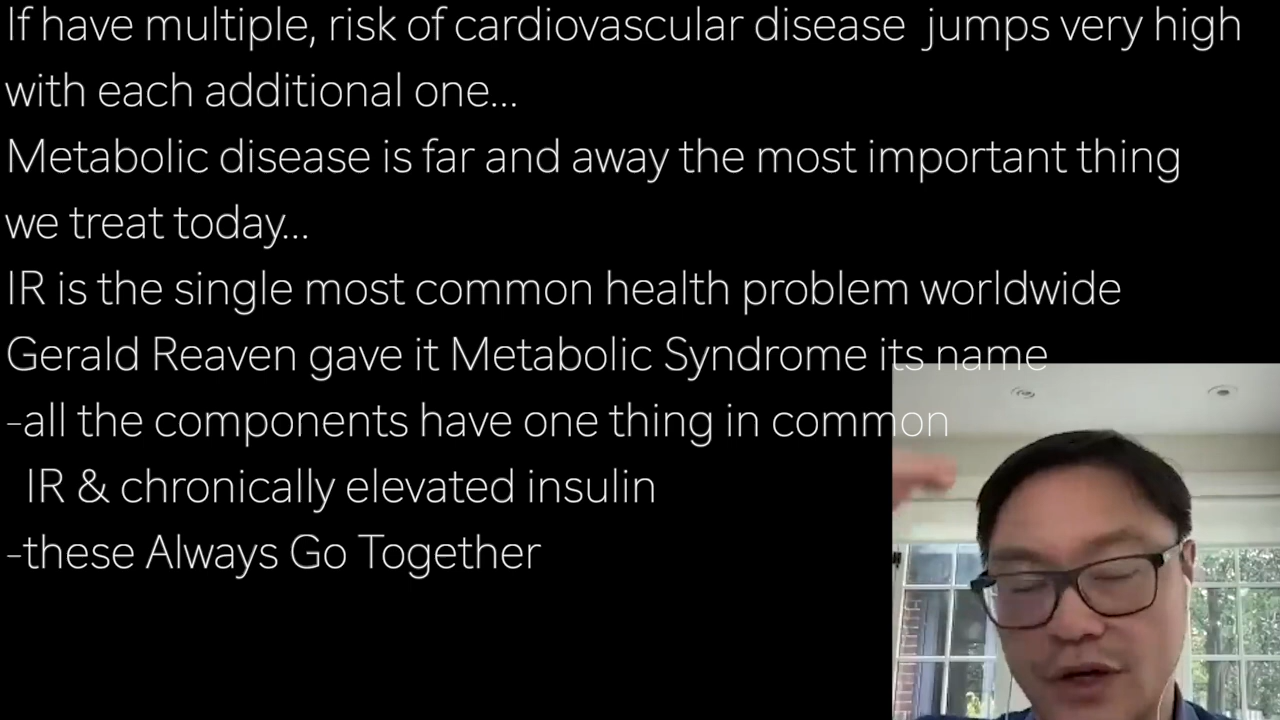 If have multiple, risk of cardiovascular disease jumps very high
with each additional one...
Metabolic disease is far and away the most important thing
we treat today...
IR is the single most common health problem worldwide
Gerald Reaven gave it Metabolic Syndrome its name
-all the components have one thing in common
IR & chronically elevated insulin
-these Always Go Together